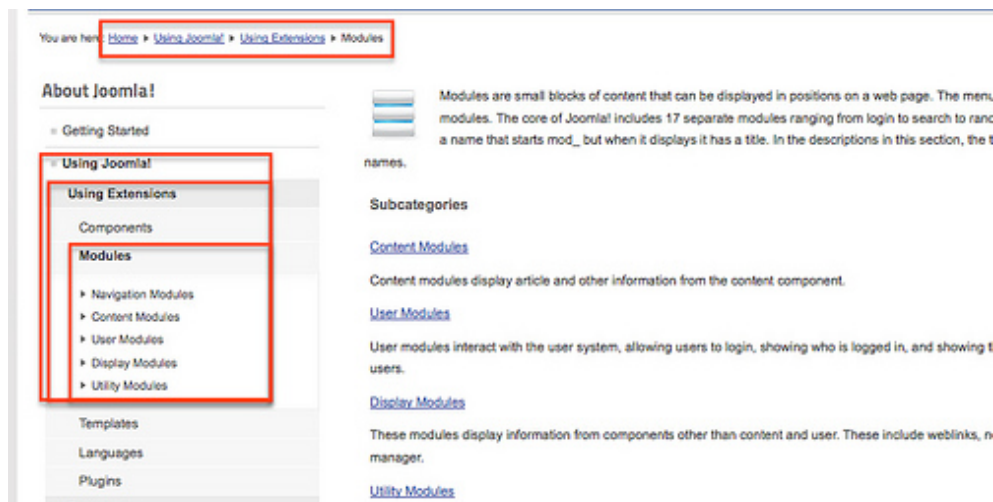 You are here: Home ▸ Using Joomla! ▸ Using Extensions ▸ Modules
About Joomla!
Getting Started
Using Joomla!
Using Extensions
Components
Modules
▸ Navigation Modules
▸ Content Modules
▸ User Modules
▸ Display Modules
▸ Utility Modules
Templates
Languages
Plugins
Modules are small blocks of content that can be displayed in positions on a web page. The menu
modules. The core of Joomla! includes 17 separate modules ranging from login to search to
a name that starts mod_ but when it displays it has a title. In the descriptions in this section, the
names.
Subcategories
Content Modules
Content modules display article and other information from the content component.
User Modules
User modules interact with the user system, allowing users to login, showing who is logged in, and showing
users.
Display Modules
These modules display information from components other than content and user. These include weblinks,
manager.
Utility Modules